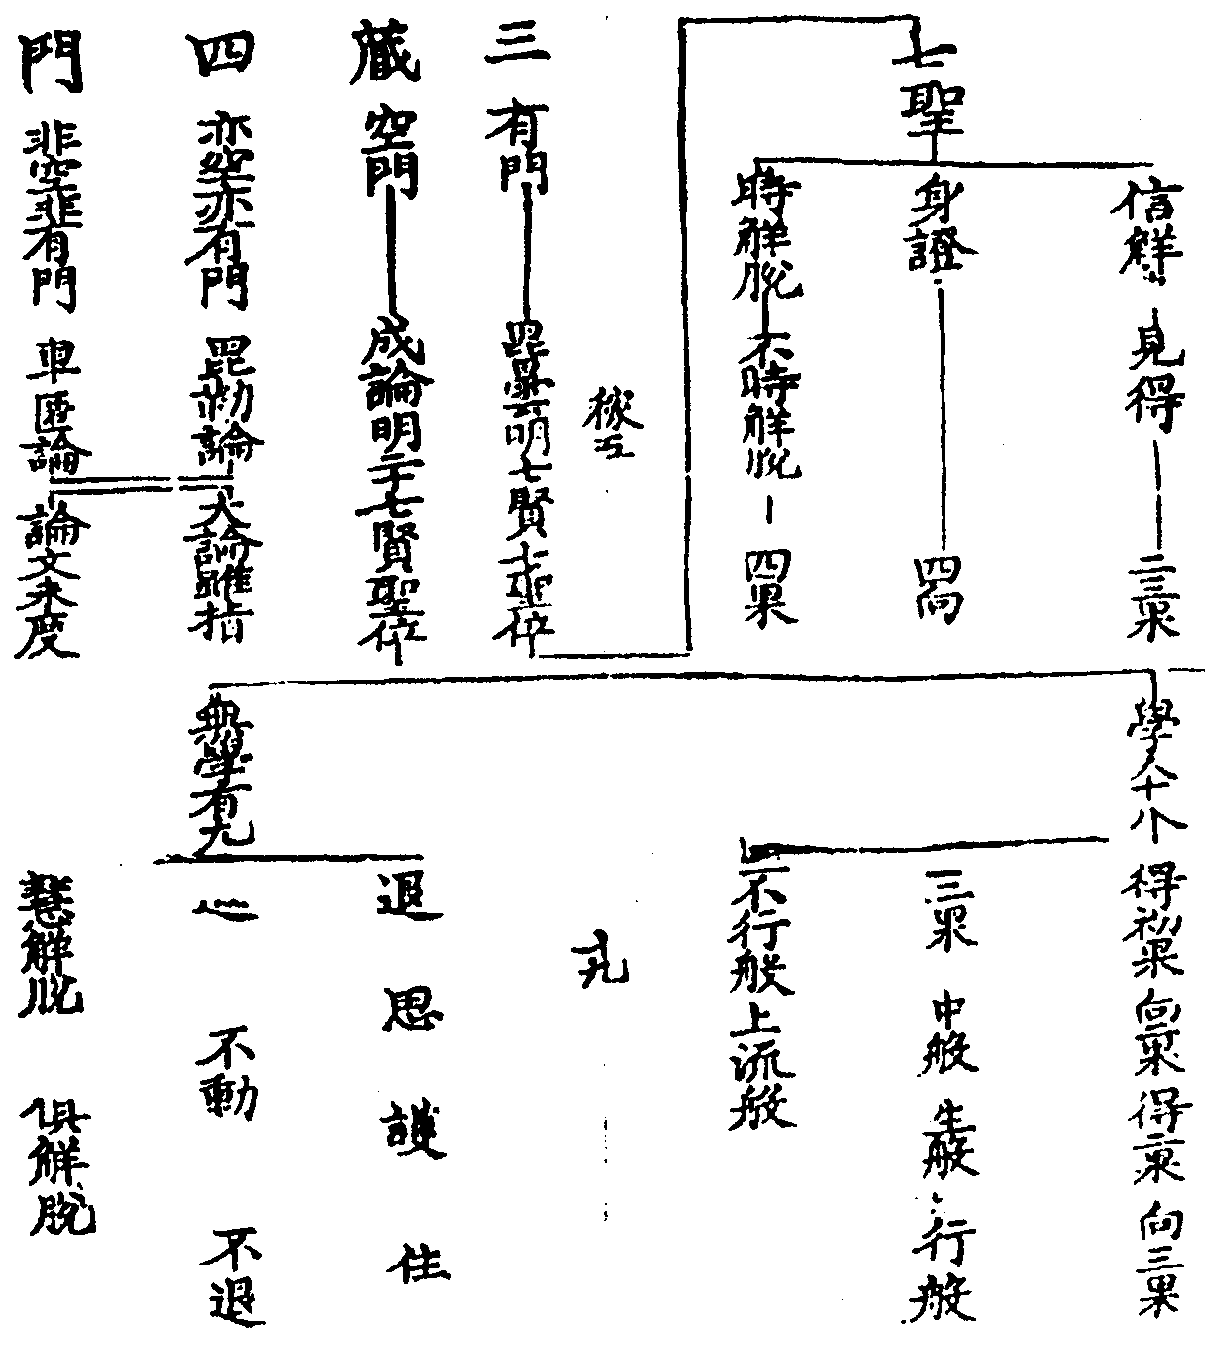 七聖
信解 見得 二三果
身證 四向
時解脫 不時解脫 四果
三 有門 毘曇明七賢七聖位
藏 空門 成論明二十七賢聖位
四 亦空亦有門 毘勒論 大論雖指
門 非空非有門 車匿論 論文未度
學人十八
得初果 向二果 得二果 向三果
三果 中般 生般 行般
不行般 上流般
無學有九
退 思 護 住
不動 不退
慧解脫 俱解脫